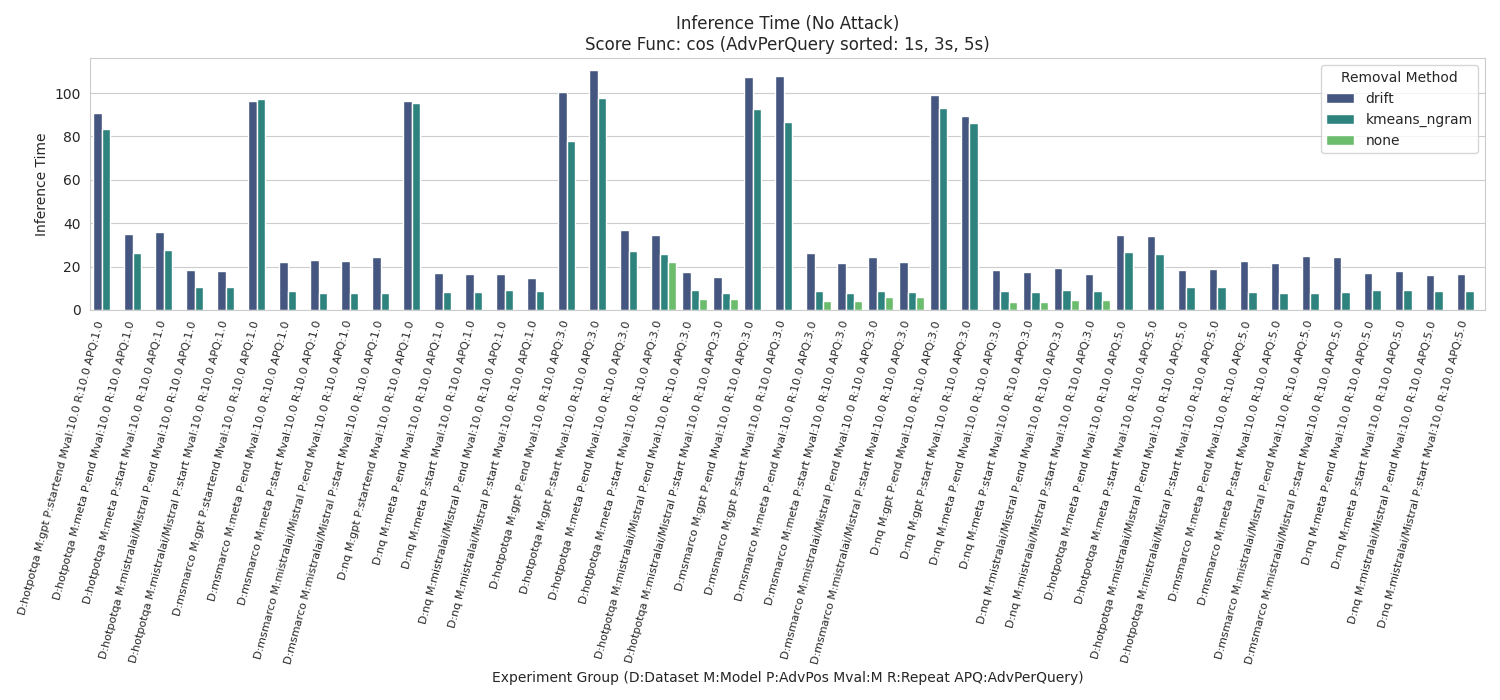 Inference Time (No Attack)
Score Func: cos (AdvPerQuery sorted: 1s, 3s, 5s)
Inference Time
100
80
60
40
20
0
Removal Method
drift
kmeans_ngram
none
D:hotpotqa M:gpt P:startend Mval:10.0 R:10.0 APQ:1.0
D:hotpotqa M:meta P:end Mval:10.0 R:10.0 APQ:1.0
D:hotpotqa M:meta P:start Mval:10.0 R:10.0 APQ:1.0
D:hotpotqa M:mistralai/Mistral P:end Mval:10.0 R:10.0 APQ:1.0
D:hotpotqa M:mistralai/Mistral P:start Mval:10.0 R:10.0 APQ:1.0
D:msmarco M:gpt P:startend Mval:10.0 R:10.0 APQ:1.0
D:msmarco M:meta P:end Mval:10.0 R:10.0 APQ:1.0
D:msmarco M:meta P:start Mval:10.0 R:10.0 APQ:1.0
D:msmarco M:mistralai/Mistral P:end Mval:10.0 R:10.0 APQ:1.0
D:msmarco M:mistralai/Mistral P:start Mval:10.0 R:10.0 APQ:1.0
D:nq M:gpt P:startend Mval:10.0 R:10.0 APQ:1.0
D:nq M:meta P:end Mval:10.0 R:10.0 APQ:1.0
D:nq M:meta P:start Mval:10.0 R:10.0 APQ:1.0
D:nq M:mistralai/Mistral P:end Mval:10.0 R:10.0 APQ:1.0
D:nq M:mistralai/Mistral P:start Mval:10.0 R:10.0 APQ:1.0
D:hotpotqa M:gpt P:end Mval:10.0 R:10.0 APQ:3.0
D:hotpotqa M:gpt P:start Mval:10.0 R:10.0 APQ:3.0
D:hotpotqa M:meta P:end Mval:10.0 R:10.0 APQ:3.0
D:hotpotqa M:meta P:start Mval:10.0 R:10.0 APQ:3.0
D:hotpotqa M:mistralai/Mistral P:end Mval:10.0 R:10.0 APQ:3.0
D:hotpotqa M:mistralai/Mistral P:start Mval:10.0 R:10.0 APQ:3.0
D:msmarco M:gpt P:end Mval:10.0 R:10.0 APQ:3.0
D:msmarco M:gpt P:start Mval:10.0 R:10.0 APQ:3.0
D:msmarco M:meta P:end Mval:10.0 R:10.0 APQ:3.0
D:msmarco M:meta P:start Mval:10.0 R:10.0 APQ:3.0
D:msmarco M:mistralai/Mistral P:end Mval:10.0 R:10.0 APQ:3.0
D:msmarco M:mistralai/Mistral P:start Mval:10.0 R:10.0 APQ:3.0
D:nq M:gpt P:end Mval:10.0 R:10.0 APQ:3.0
D:nq M:gpt P:start Mval:10.0 R:10.0 APQ:3.0
D:nq M:meta P:end Mval:10.0 R:10.0 APQ:3.0
D:nq M:meta P:start Mval:10.0 R:10.0 APQ:3.0
D:nq M:mistralai/Mistral P:end Mval:10.0 R:10.0 APQ:3.0
D:nq M:mistralai/Mistral P:start Mval:10.0 R:10.0 APQ:3.0
D:hotpotqa M:meta P:end Mval:10.0 R:10.0 APQ:5.0
D:hotpotqa M:meta P:start Mval:10.0 R:10.0 APQ:5.0
D:hotpotqa M:mistralai/Mistral P:end Mval:10.0 R:10.0 APQ:5.0
D:hotpotqa M:mistralai/Mistral P:start Mval:10.0 R:10.0 APQ:5.0
D:msmarco M:meta P:end Mval:10.0 R:10.0 APQ:5.0
D:msmarco M:meta P:start Mval:10.0 R:10.0 APQ:5.0
D:msmarco M:mistralai/Mistral P:end Mval:10.0 R:10.0 APQ:5.0
D:msmarco M:mistralai/Mistral P:start Mval:10.0 R:10.0 APQ:5.0
D:nq M:meta P:end Mval:10.0 R:10.0 APQ:5.0
D:nq M:meta P:start Mval:10.0 R:10.0 APQ:5.0
D:nq M:mistralai/Mistral P:end Mval:10.0 R:10.0 APQ:5.0
D:nq M:mistralai/Mistral P:start Mval:10.0 R:10.0 APQ:5.0
Experiment Group (D:Dataset M:Model P:AdvPos Mval:M R:Repeat APQ:AdvPerQuery)